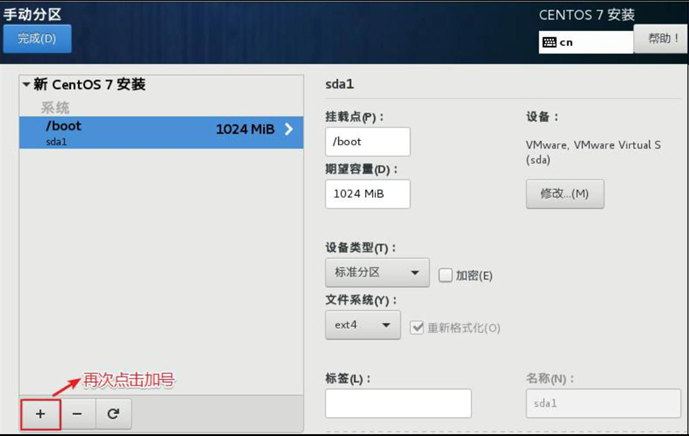 手动分区
CENTOS 7 安装
完成(D)
cn
帮助！
新 CentOS 7 安装
系统
/boot
1024 MiB
sda1
sda1
挂载点(P)：
/boot
设备：
VMware, VMware Virtual S
(sda)
期望容量(D)：
1024 MiB
修改...(M)
设备类型(T)：
标准分区
加密(E)
文件系统(Y)：
ext4
重新格式化(O)
标签(L)：
名称(N)：
sda1
再次点击加号
+
−